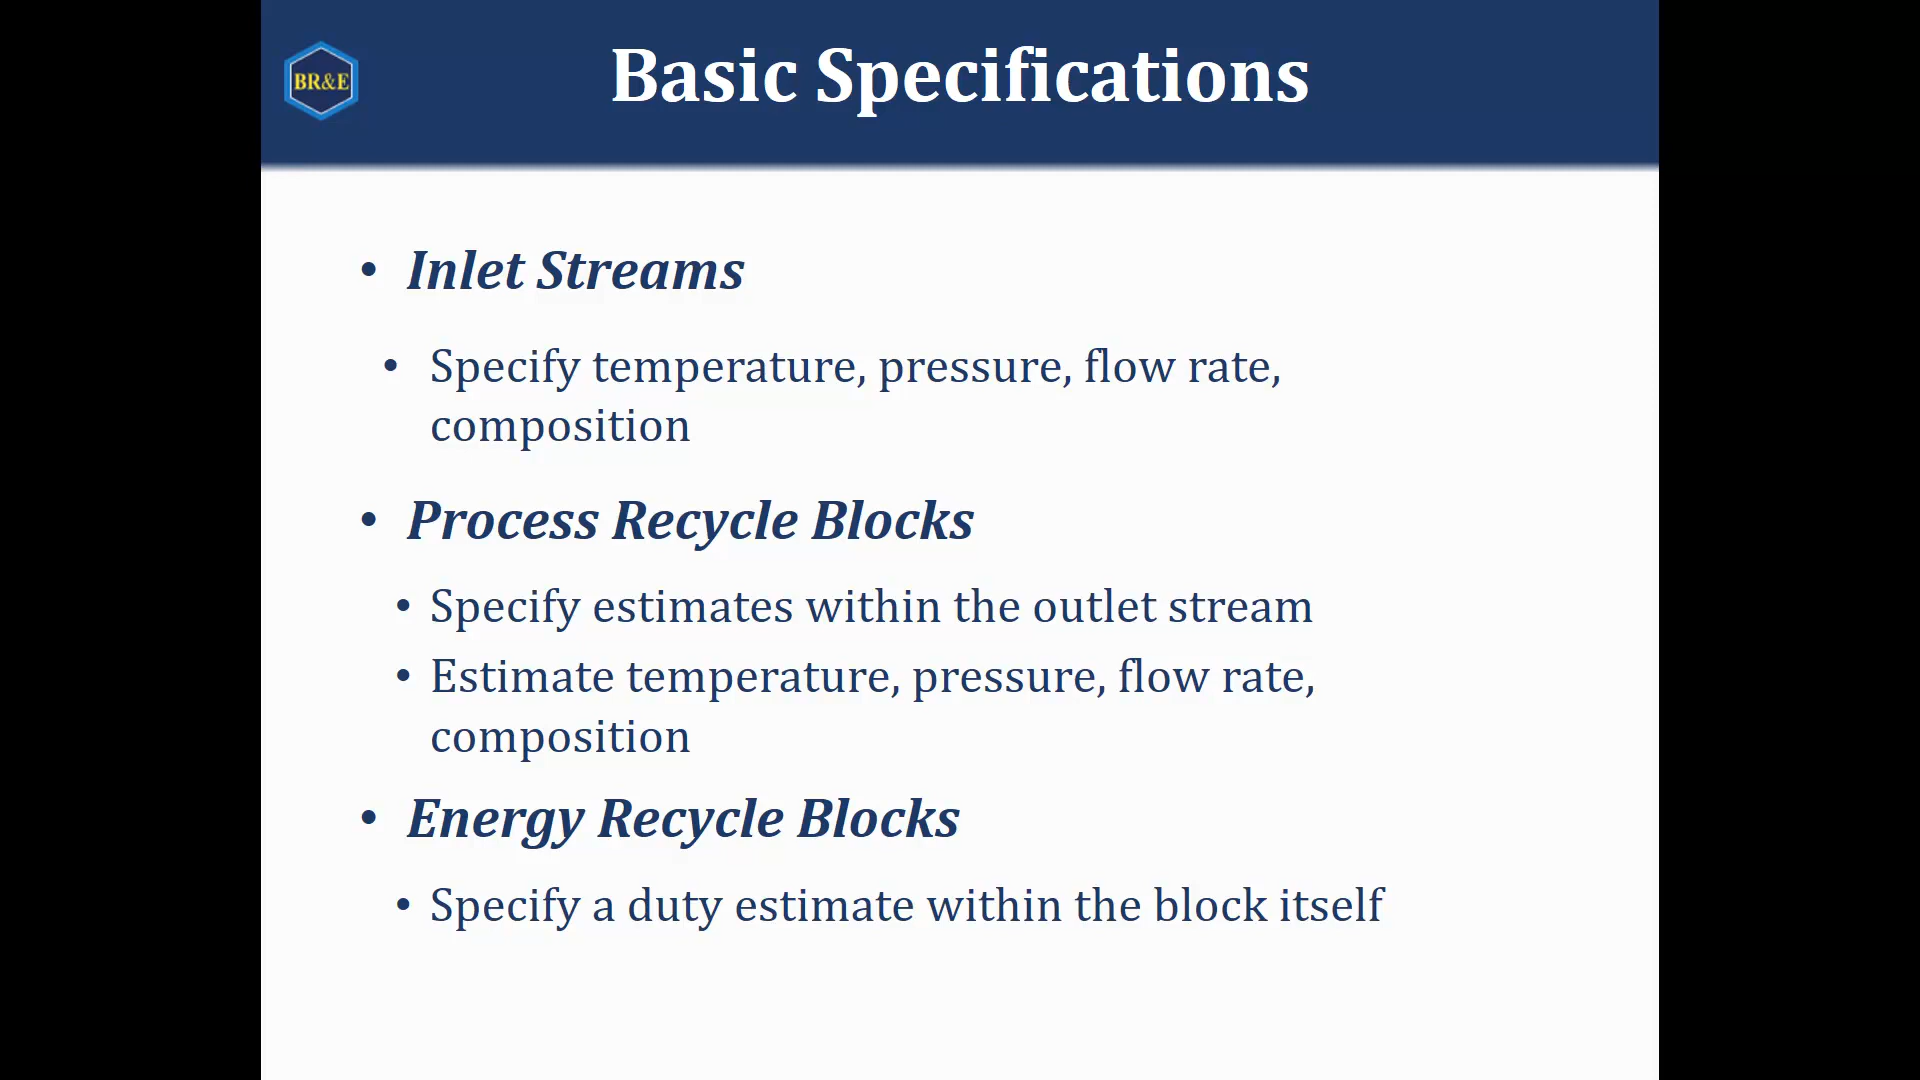 BR&E
Basic Specifications
• Inlet Streams
• Specify temperature, pressure, flow rate,
composition
• Process Recycle Blocks
• Specify estimates within the outlet stream
• Estimate temperature, pressure, flow rate,
composition
• Energy Recycle Blocks
• Specify a duty estimate within the block itself